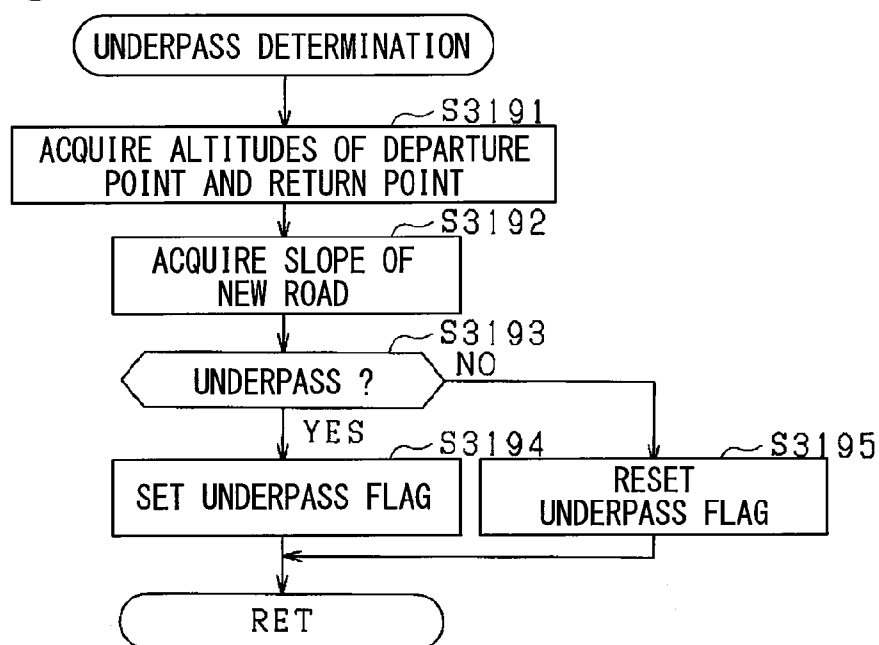 UNDERPASS DETERMINATION
S3191
ACQUIRE ALTITUDES OF DEPARTURE
POINT AND RETURN POINT
S3192
ACQUIRE SLOPE OF
NEW ROAD
S3193
UNDERPASS ?
NO
YES
S3194
SET UNDERPASS FLAG
S3195
RESET
UNDERPASS FLAG
RET